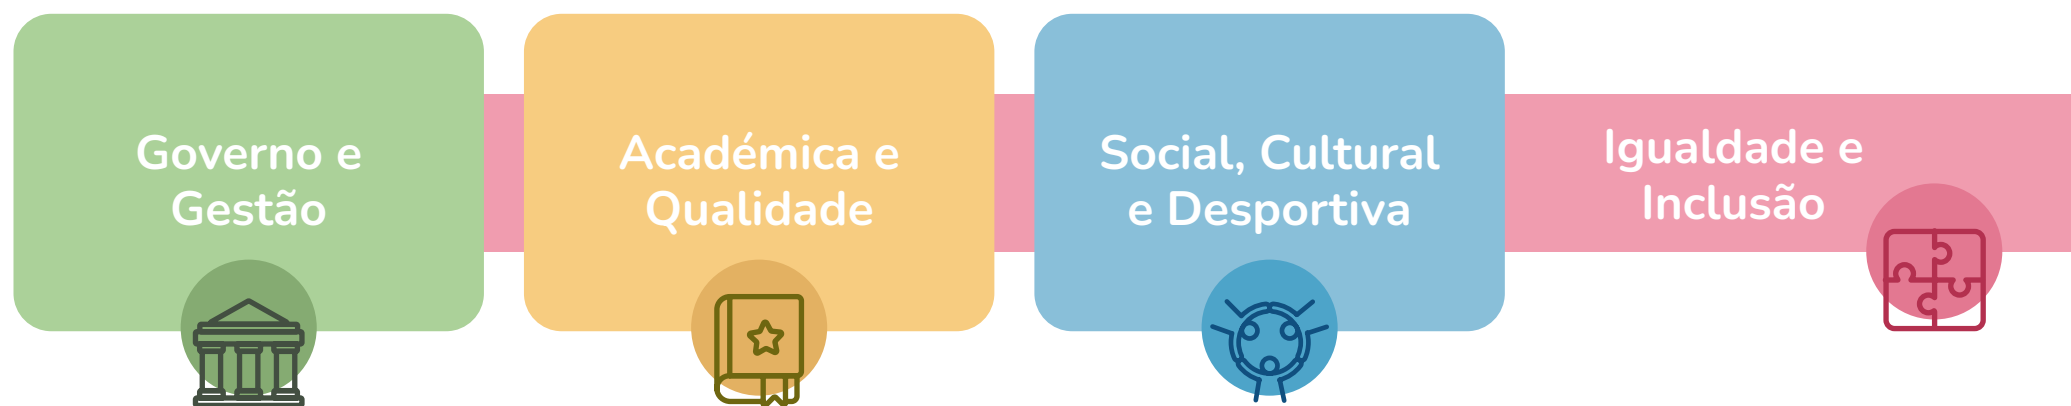 Governo e
Gestão
Académica e
Qualidade
Social, Cultural
e Desportiva
Igualdade e
Inclusão